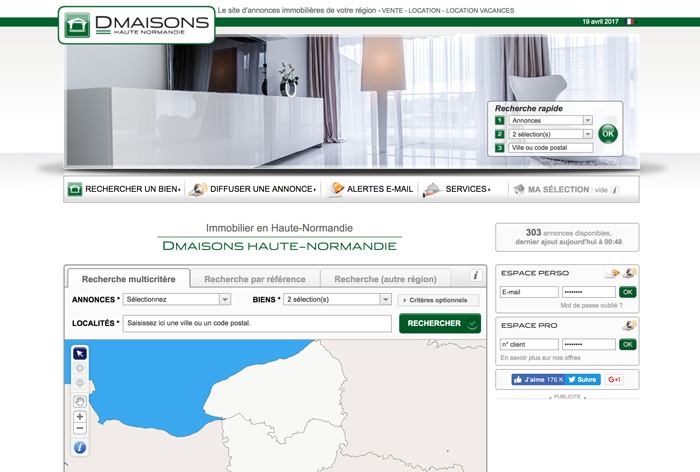 Le site d'annonces immobilières de votre région - VENTE - LOCATION - LOCATION VACANCES
DMAISONS
HAUTE NORMANDIE
19 avril 2017
Recherche rapide
1 Annonces
2 2 sélection(s)
3 Ville ou code postal
OK
RECHERCHER UN BIEN
DIFFUSER UNE ANNONCE
ALERTES E-MAIL
SERVICES
MA SÉLECTION : vide i
Immobilier en Haute-Normandie
DMAISONS HAUTE-NORMANDIE
303 annonces disponibles,
dernier ajout aujourd'hui à 00:48
Recherche multicritère
Recherche par référence
Recherche (autre région)
i
ANNONCES * Sélectionnez
BIENS * 2 sélection(s)
Critères optionnels
LOCALITÉS * Saisissez ici une ville ou un code postal.
RECHERCHER
ESPACE PERSO
E-mail
OK
Mot de passe oublié ?
ESPACE PRO
n° client
OK
En savoir plus sur nos offres
J'aime 176 K
Suivre
G+1
PUBLICITE
i